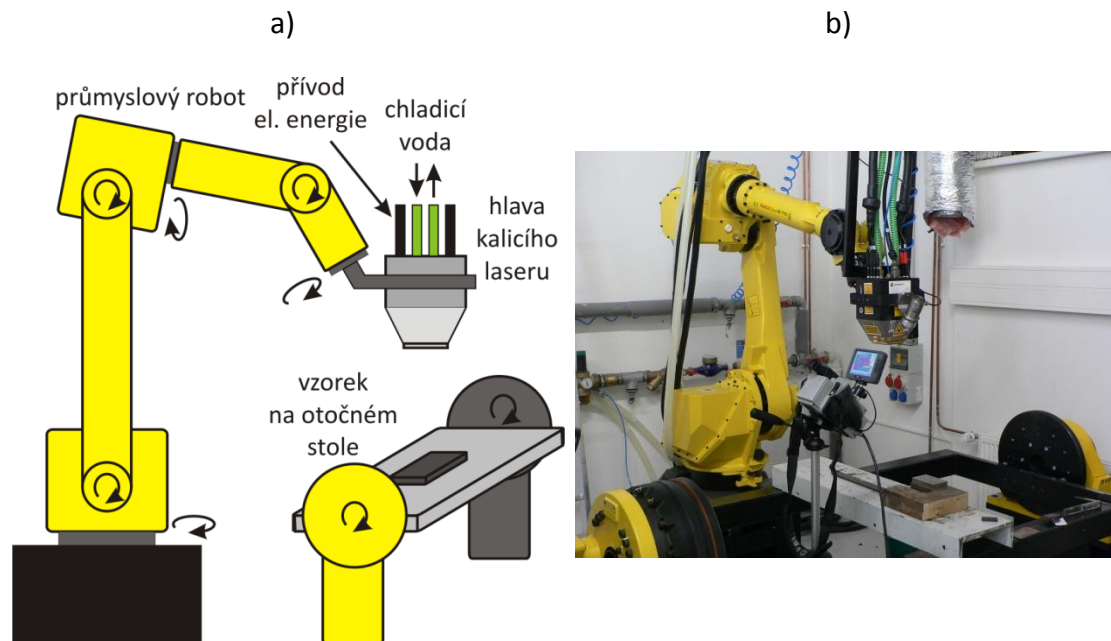 a)
b)
průmyslový robot
přívod
el. energie
chladicí
voda
hlava
kalicího
laseru
vzorek
na otočném
stole